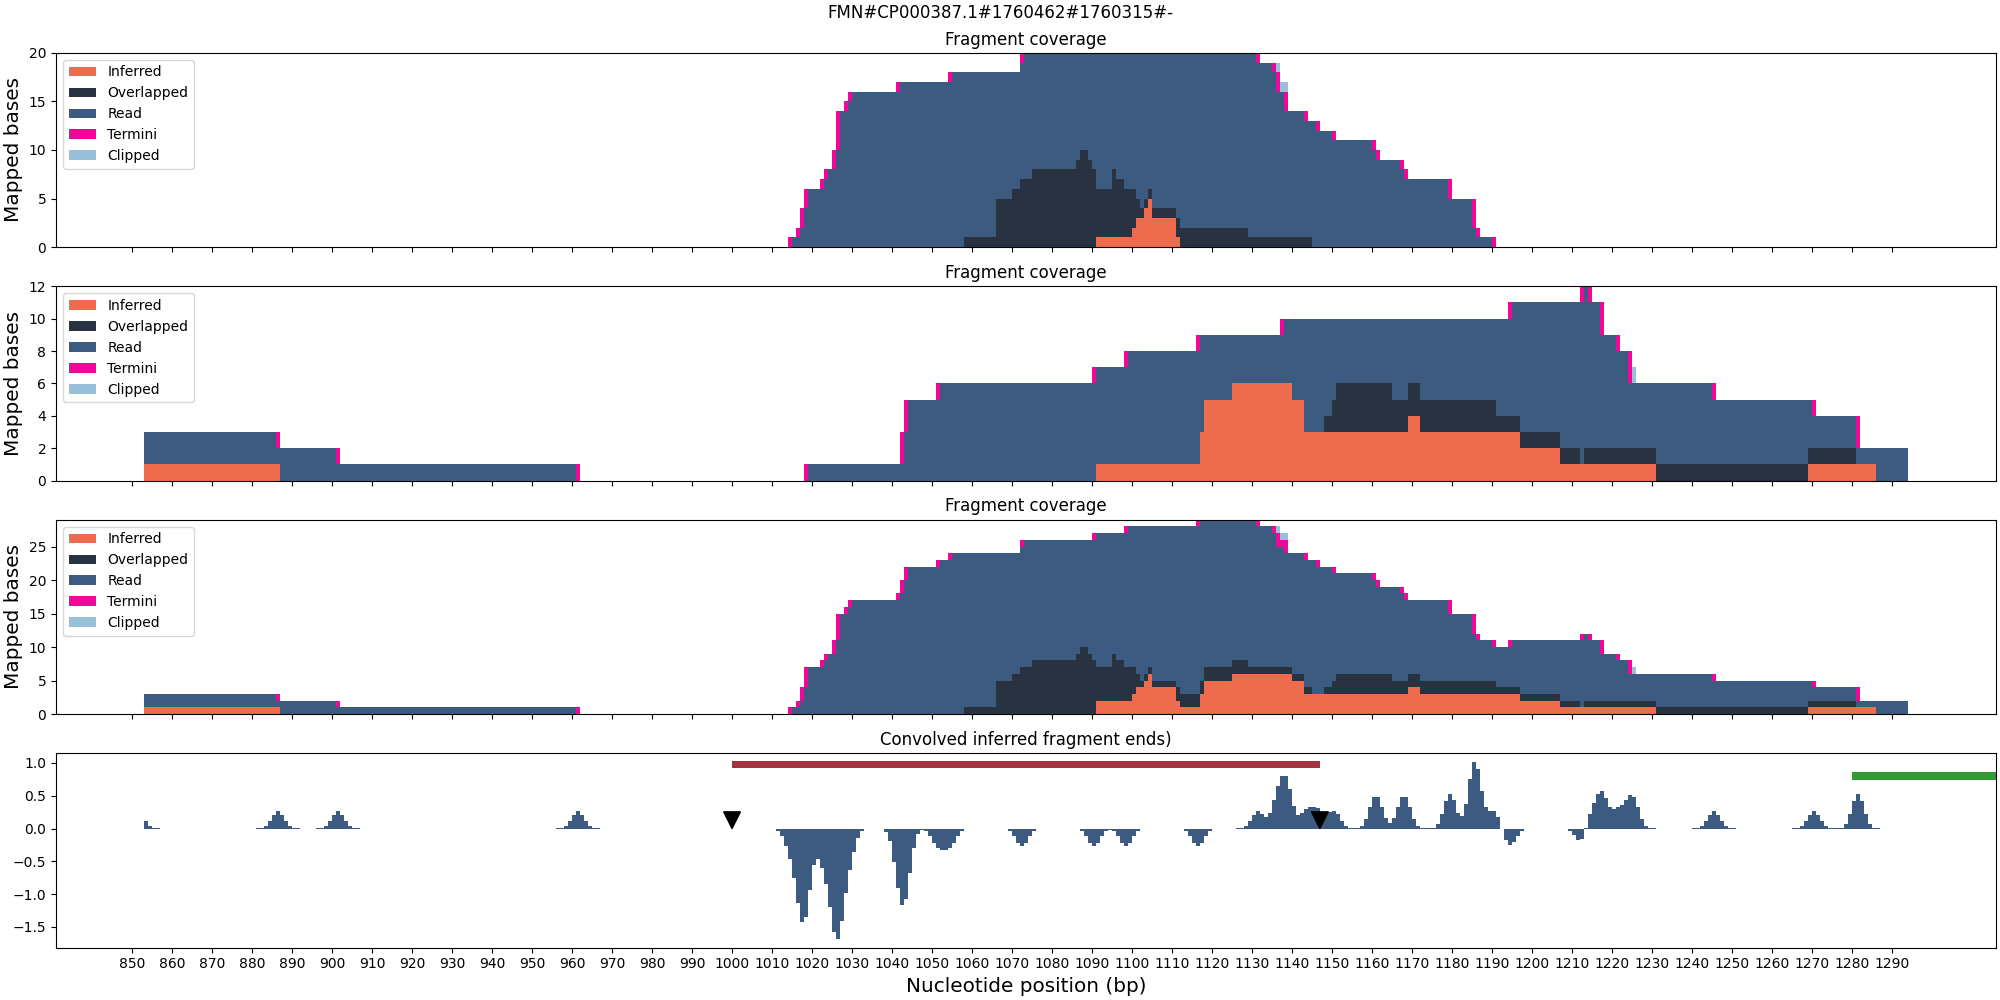 FMN#CP000387.1#1760462#1760315#-
Fragment coverage
Mapped bases
20
15
10
5
0
Inferred
Overlapped
Read
Termini
Clipped
Fragment coverage
Mapped bases
12
10
8
6
4
2
0
Inferred
Overlapped
Read
Termini
Clipped
Fragment coverage
Mapped bases
25
20
15
10
5
0
Inferred
Overlapped
Read
Termini
Clipped
Convolved inferred fragment ends)
1.0
0.5
0.0
−0.5
−1.0
−1.5
850 860 870 880 890 900 910 920 930 940 950 960 970 980 990 1000 1010 1020 1030 1040 1050 1060 1070 1080 1090 1100 1110 1120 1130 1140 1150 1160 1170 1180 1190 1200 1210 1220 1230 1240 1250 1260 1270 1280 1290
Nucleotide position (bp)